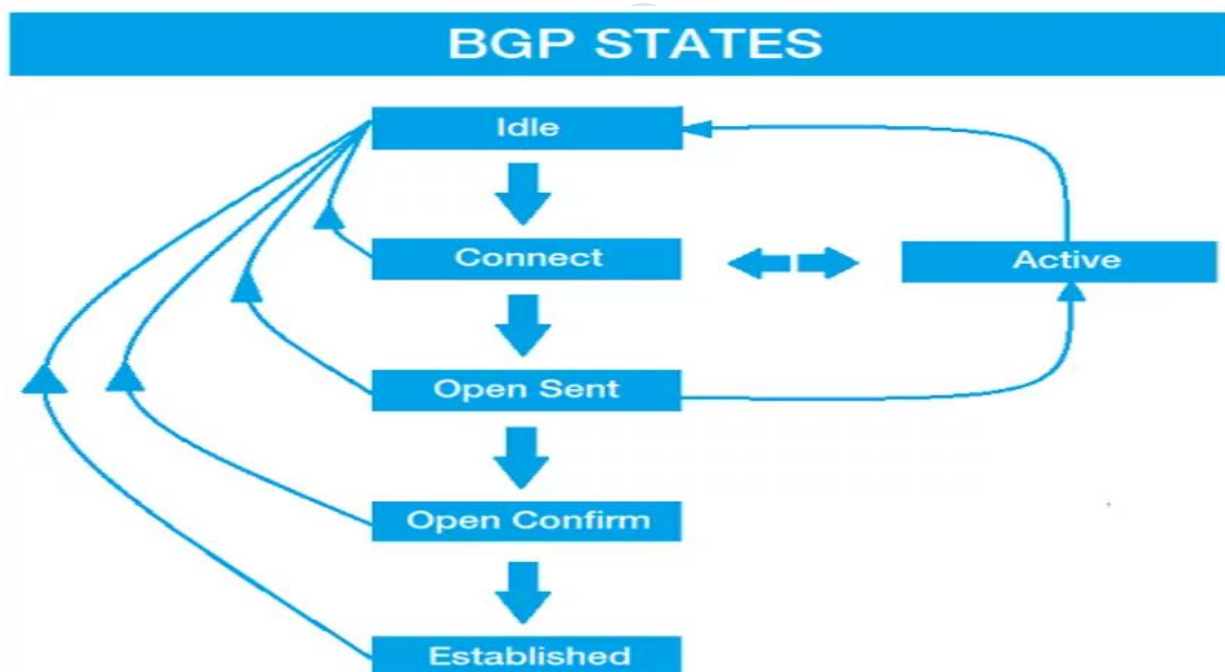 BGP STATES
Idle
Connect
Active
Open Sent
Open Confirm
Established